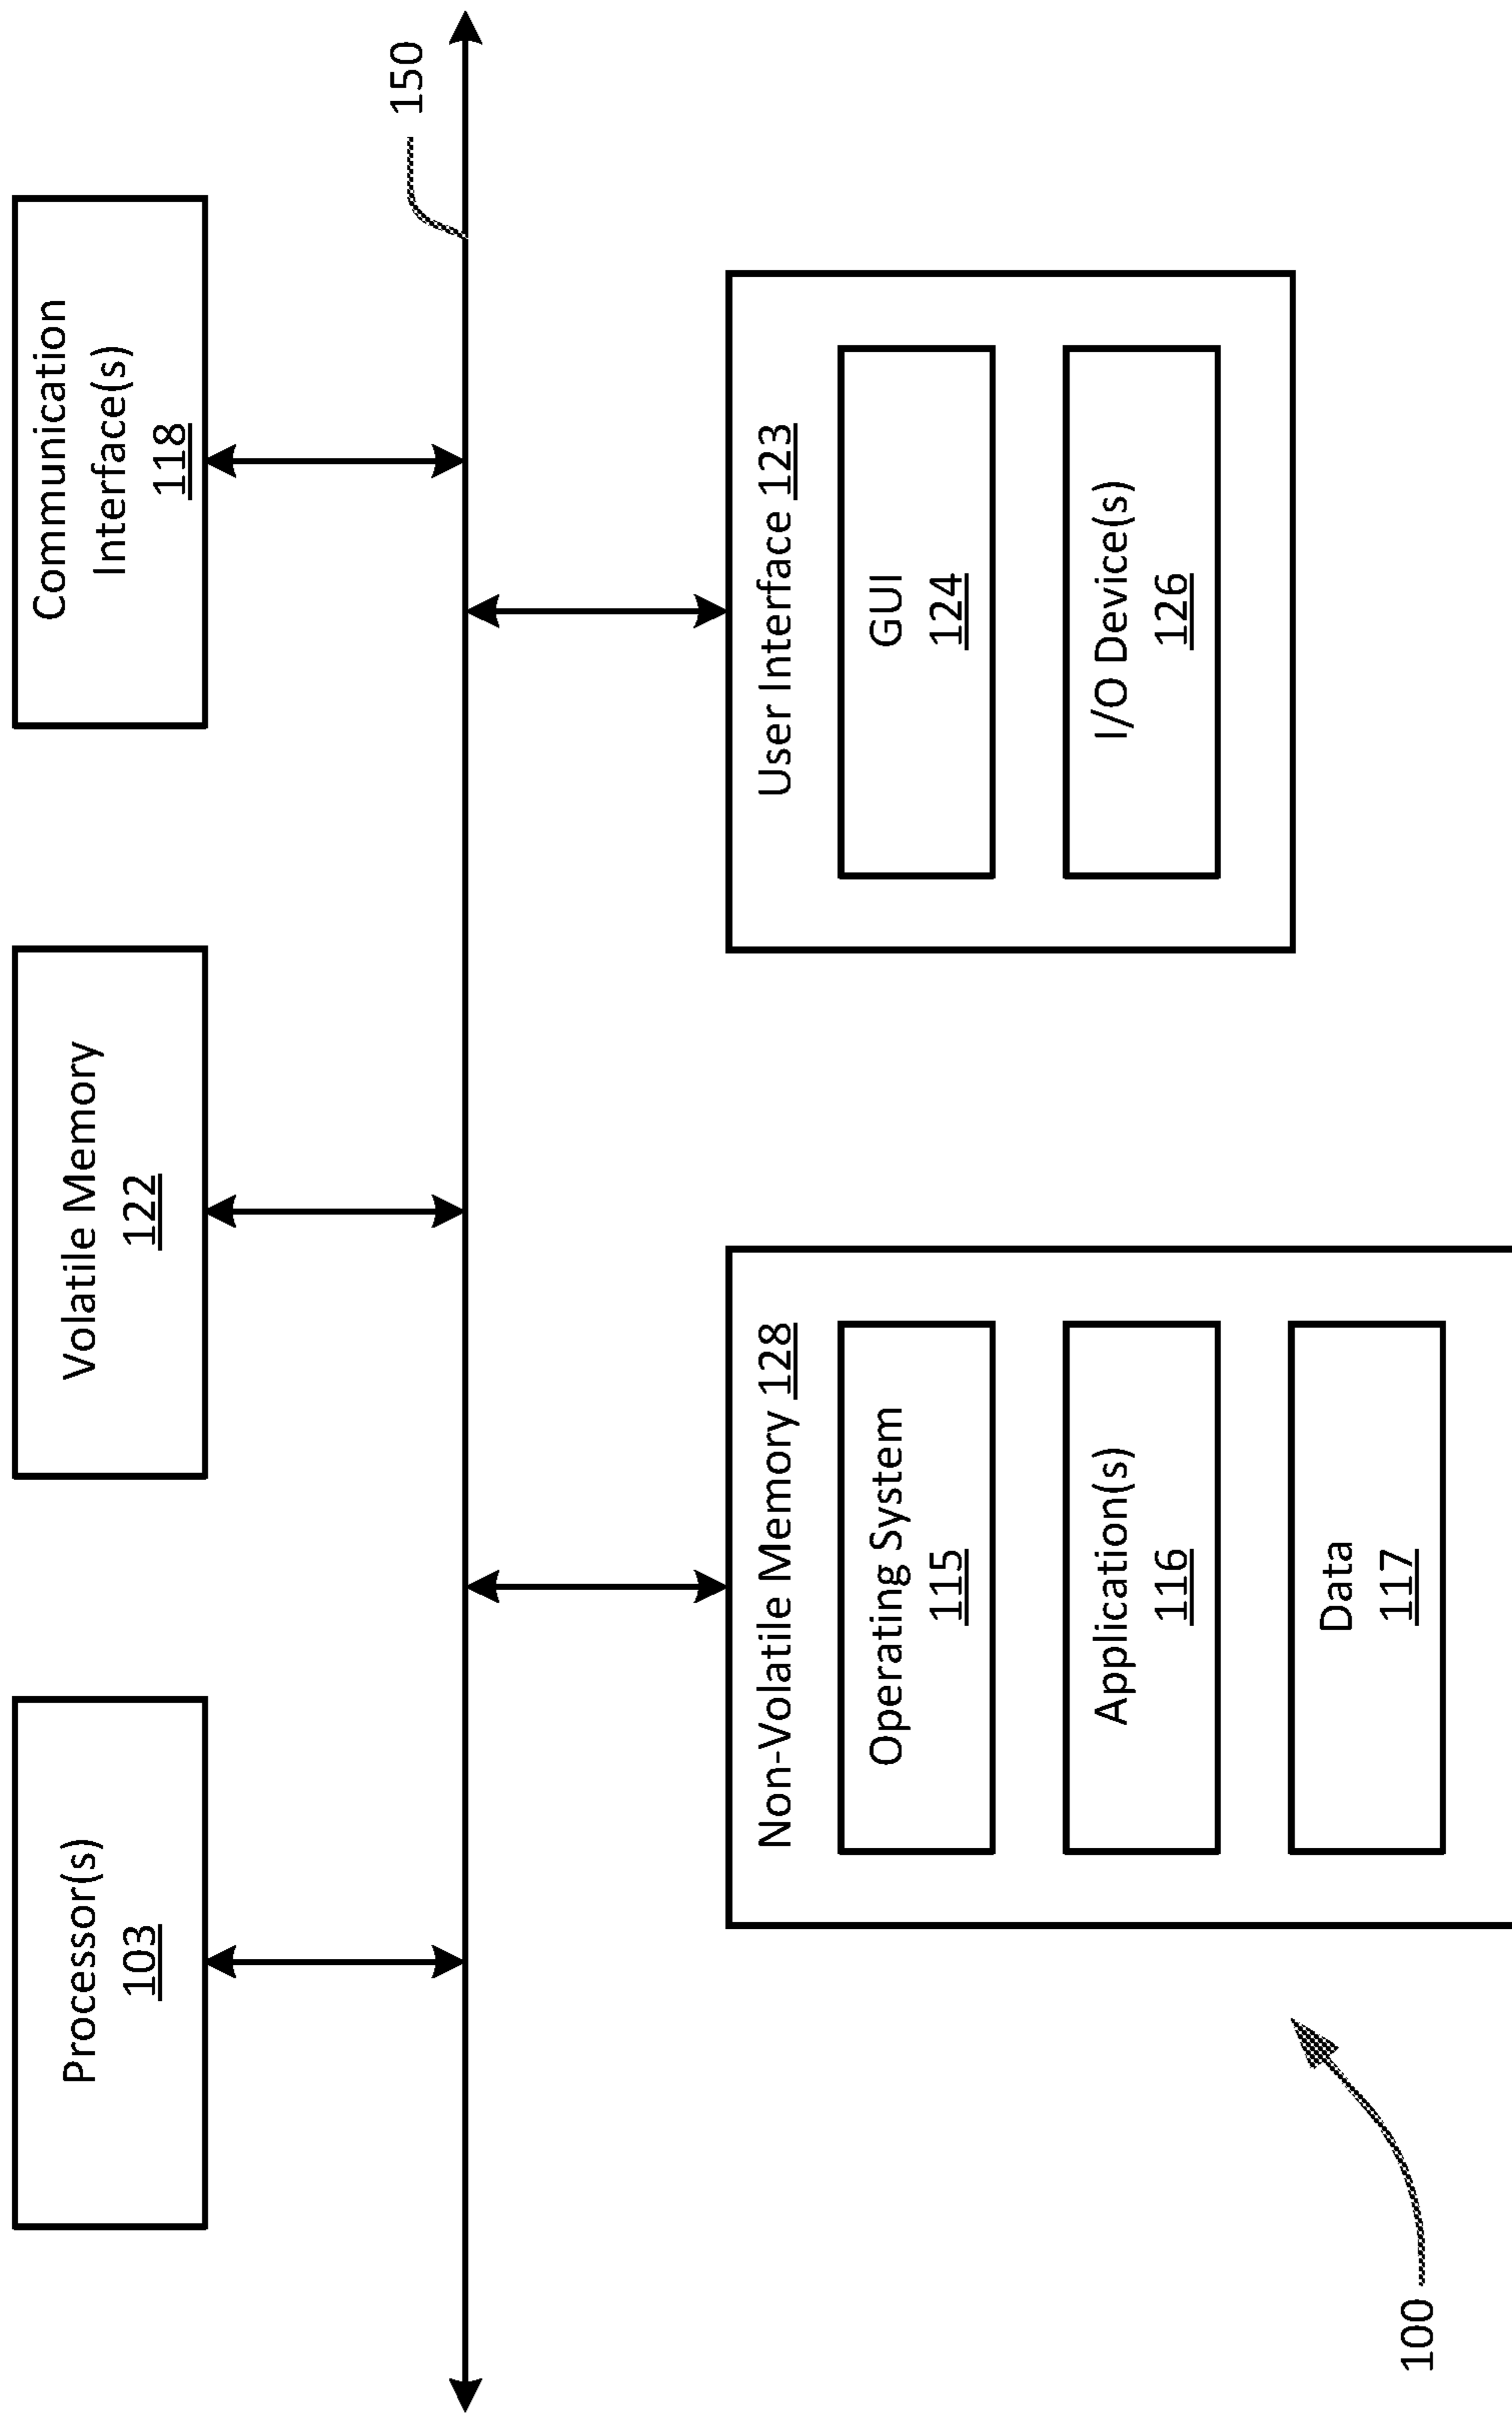 Processor(s)
103
Volatile Memory
122
Communication
Interface(s)
118
150
Non-Volatile Memory 128
Operating System
115
Application(s)
116
Data
117
User Interface 123
GUI
124
I/O Device(s)
126
100